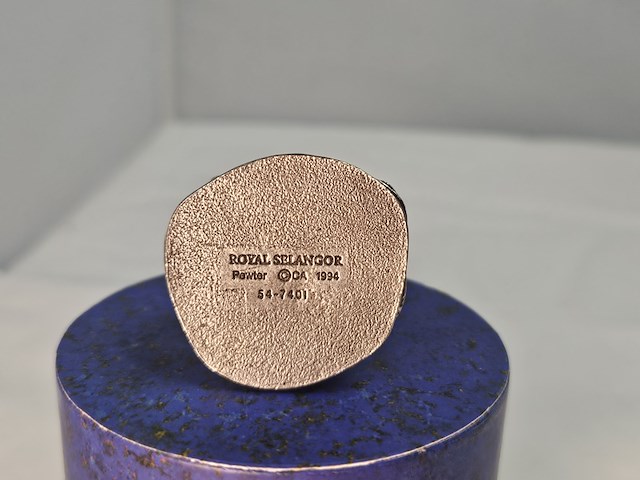 ROYAL SELANGOR
Pewter ©CA 1994
54-7401